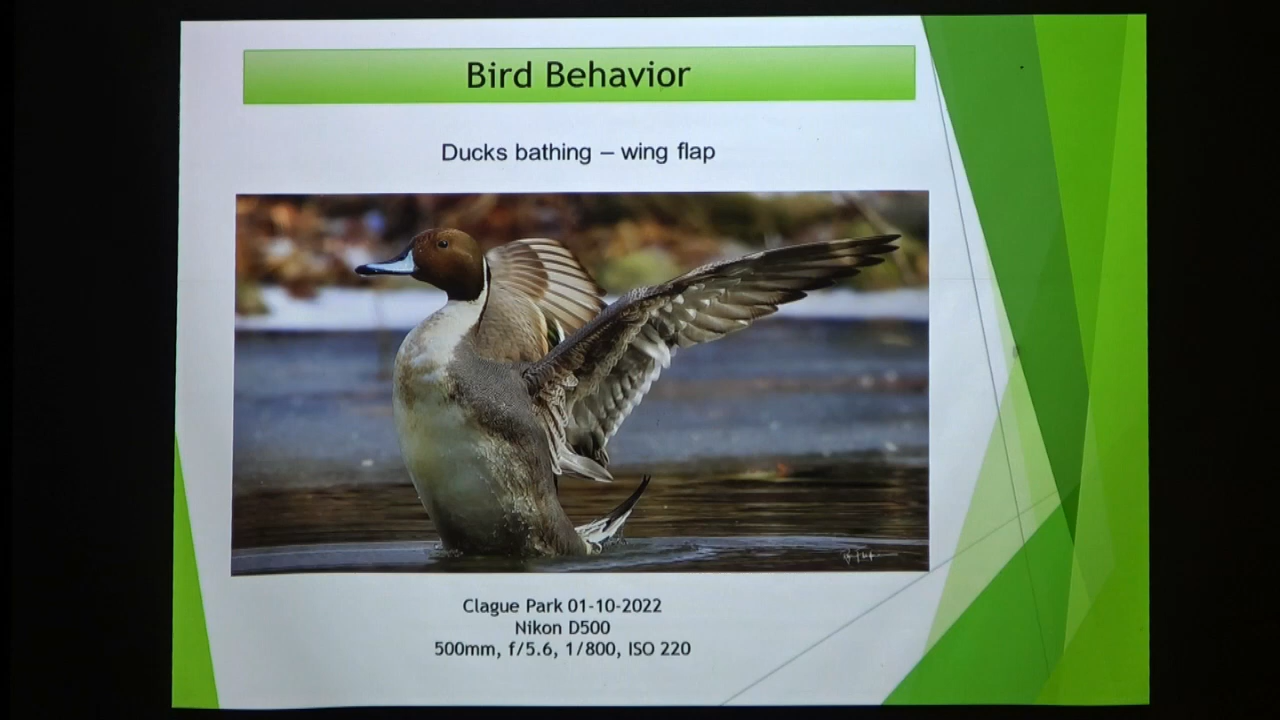 Bird Behavior
Ducks bathing – wing flap
Clague Park 01-10-2022
Nikon D500
500mm, f/5.6, 1/800, ISO 220